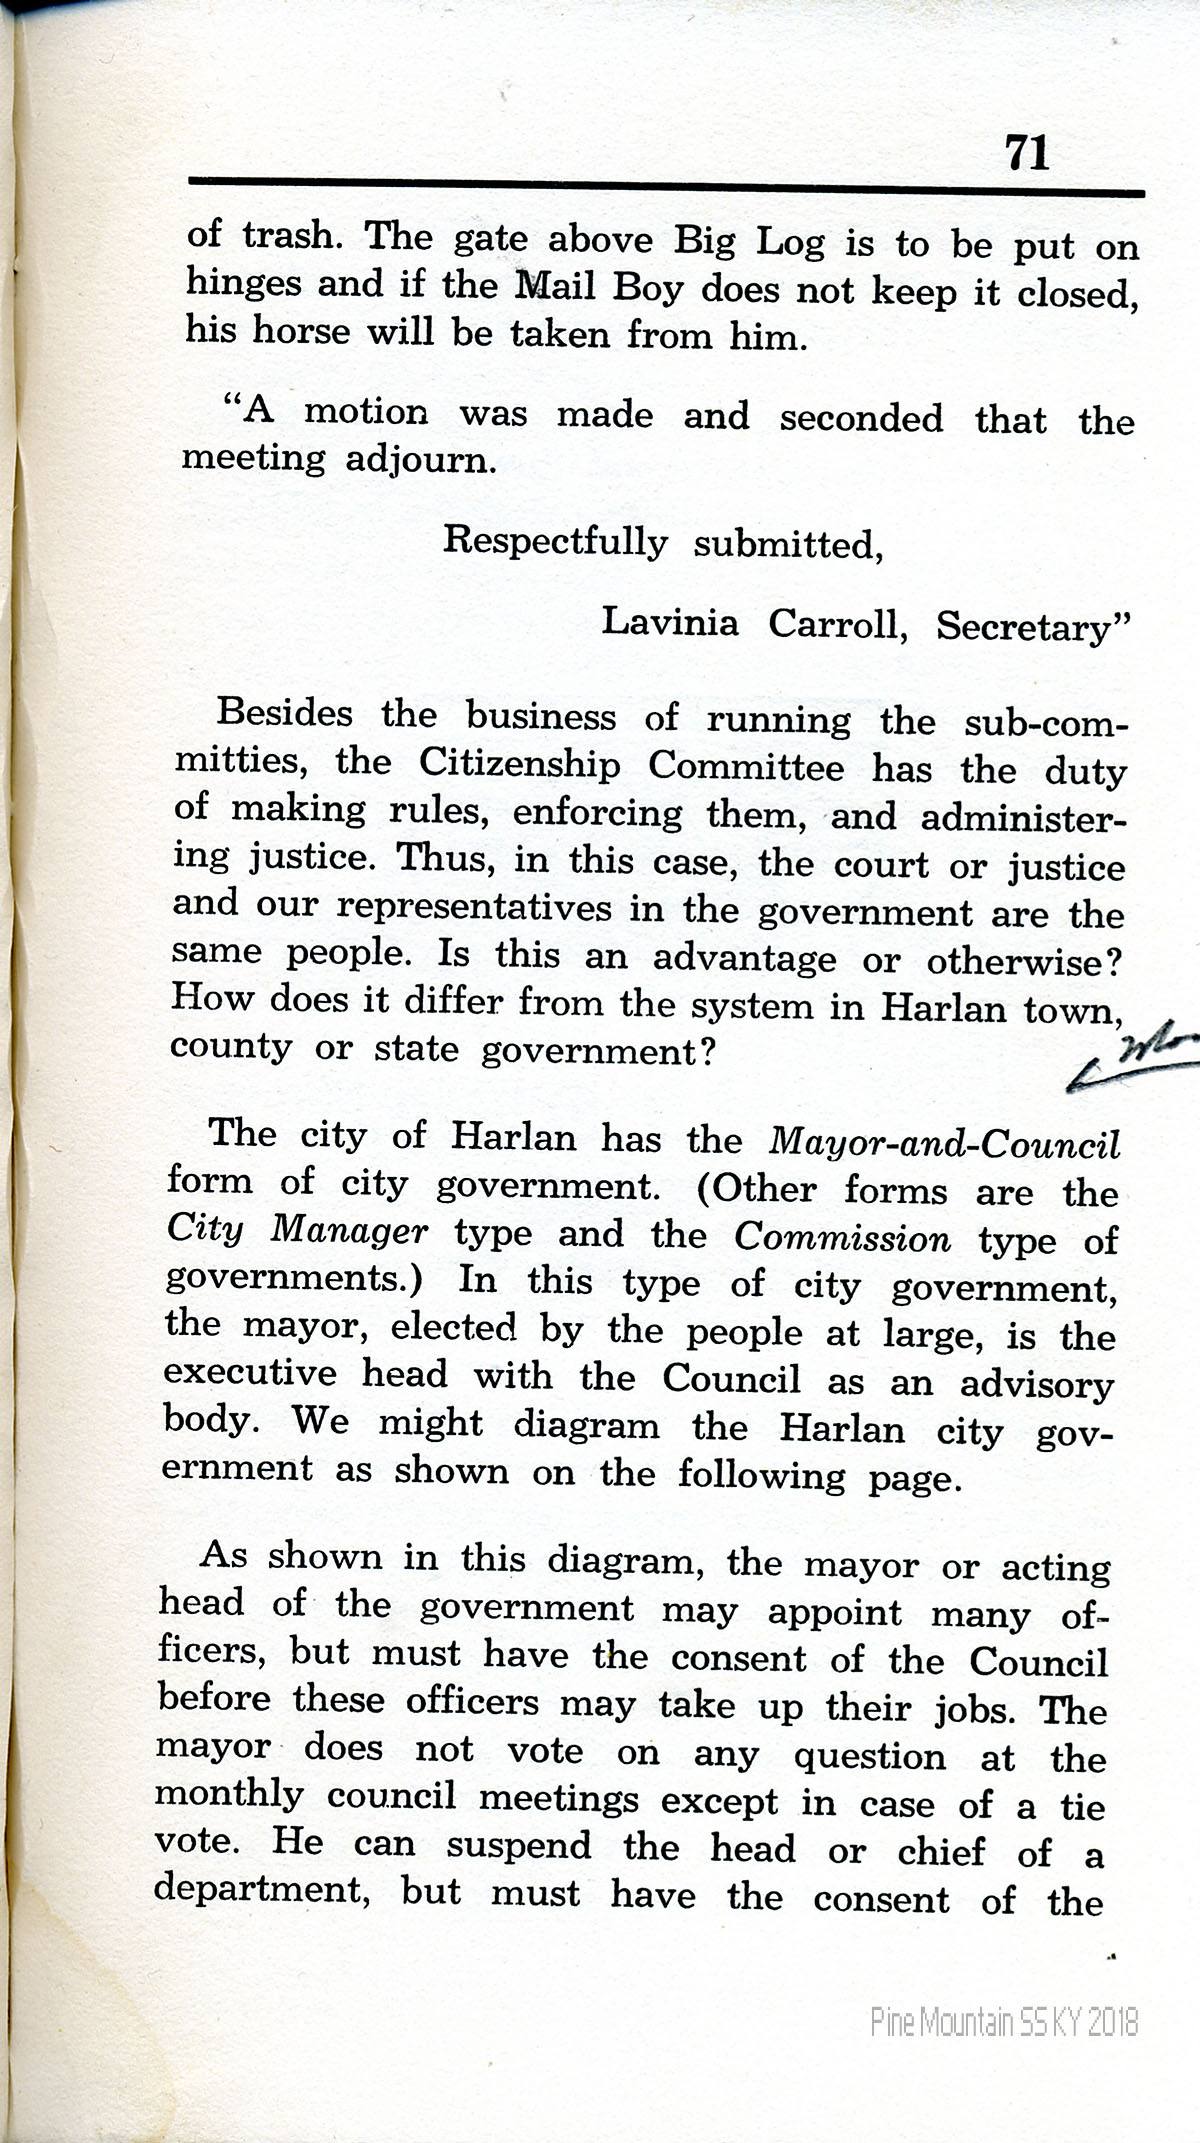 71
of trash. The gate above Big Log is to be put on
hinges and if the Mail Boy does not keep it closed,
his horse will be taken from him.
“A motion was made and seconded that the
meeting adjourn.
Respectfully submitted,
Lavinia Carroll, Secretary”
Besides the business of running the sub-com-
mitties, the Citizenship Committee has the duty
of making rules, enforcing them, and administer-
ing justice. Thus, in this case, the court or justice
and our representatives in the government are the
same people. Is this an advantage or otherwise?
How does it differ from the system in Harlan town,
county or state government?
The city of Harlan has the Mayor-and-Council
form of city government. (Other forms are the
City Manager type and the Commission type of
governments.) In this type of city government,
the mayor, elected by the people at large, is the
executive head with the Council as an advisory
body. We might diagram the Harlan city gov-
ernment as shown on the following page.
As shown in this diagram, the mayor or acting
head of the government may appoint many of-
ficers, but must have the consent of the Council
before these officers may take up their jobs. The
mayor does not vote on any question at the
monthly council meetings except in case of a tie
vote. He can suspend the head or chief of a
department, but must have the consent of the
Pine Mountain SS KY 2018